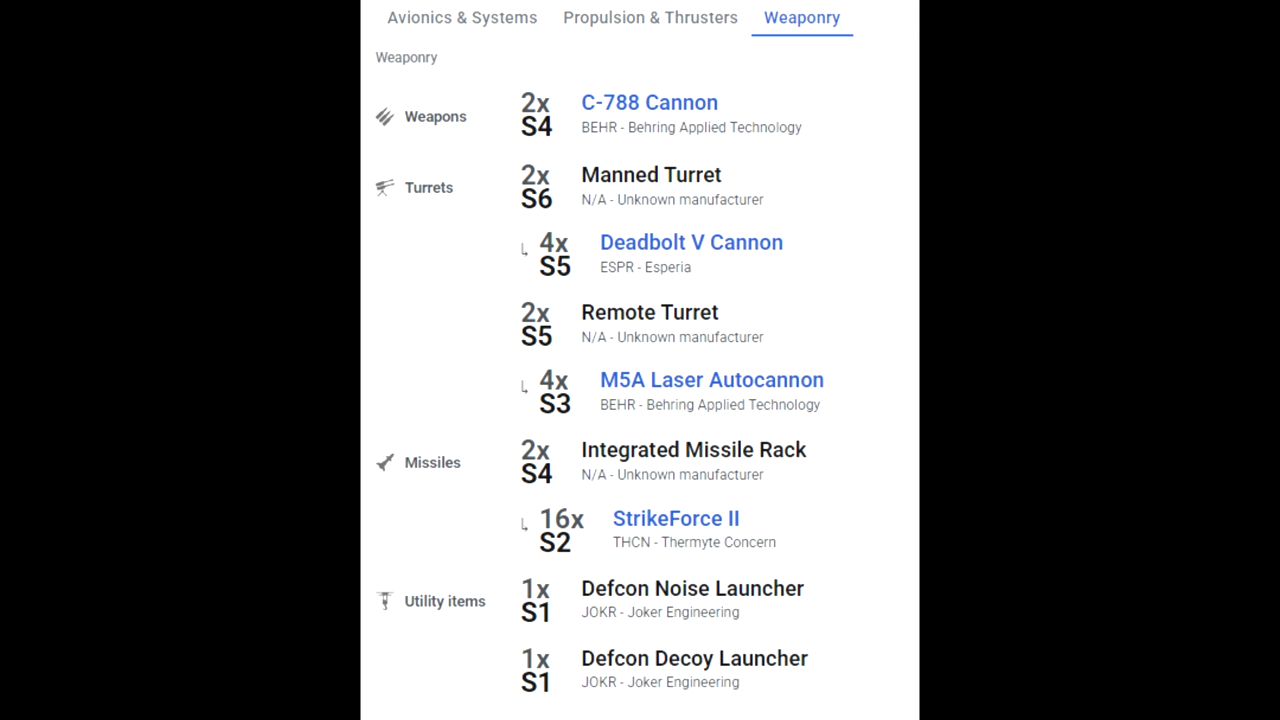 Avionics & Systems Propulsion & Thrusters Weaponry
Weaponry
Weapons
2x
S4
C-788 Cannon
BEHR - Behring Applied Technology
Turrets
2x
S6
Manned Turret
N/A - Unknown manufacturer
4x
S5
Deadbolt V Cannon
ESPR - Esperia
2x
S5
Remote Turret
N/A - Unknown manufacturer
4x
S3
M5A Laser Autocannon
BEHR - Behring Applied Technology
Missiles
2x
S4
Integrated Missile Rack
N/A - Unknown manufacturer
16x
S2
StrikeForce II
THCN - Thermyte Concern
Utility items
1x
S1
Defcon Noise Launcher
JOKR - Joker Engineering
1x
S1
Defcon Decoy Launcher
JOKR - Joker Engineering